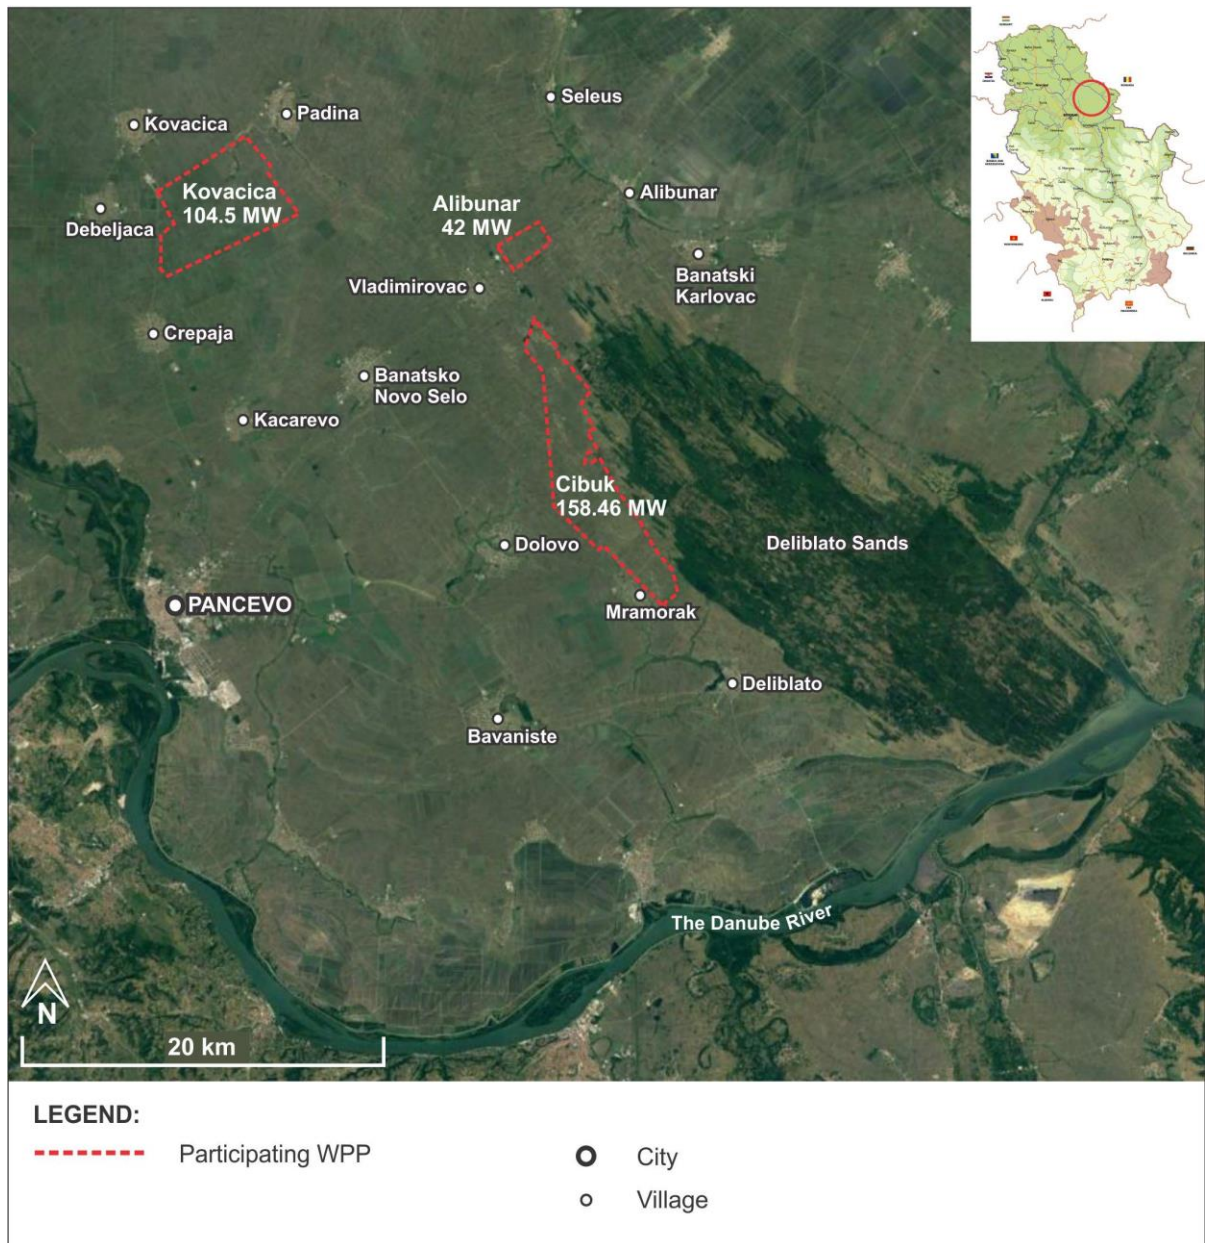 Seleus
Padina
Kovacica
Kovacica
104.5 MW
Alibunar
Alibunar
42 MW
Debeljaca
Banatski
Karlovac
Vladimirovac
Crepaja
Banatsko
Novo Selo
Kacarevo
Cibuk
158.46 MW
Dolovo
Deliblato Sands
PANCEVO
Mramorak
Deliblato
Bavaniste
The Danube River
N
20 km
LEGEND:
Participating WPP
City
Village